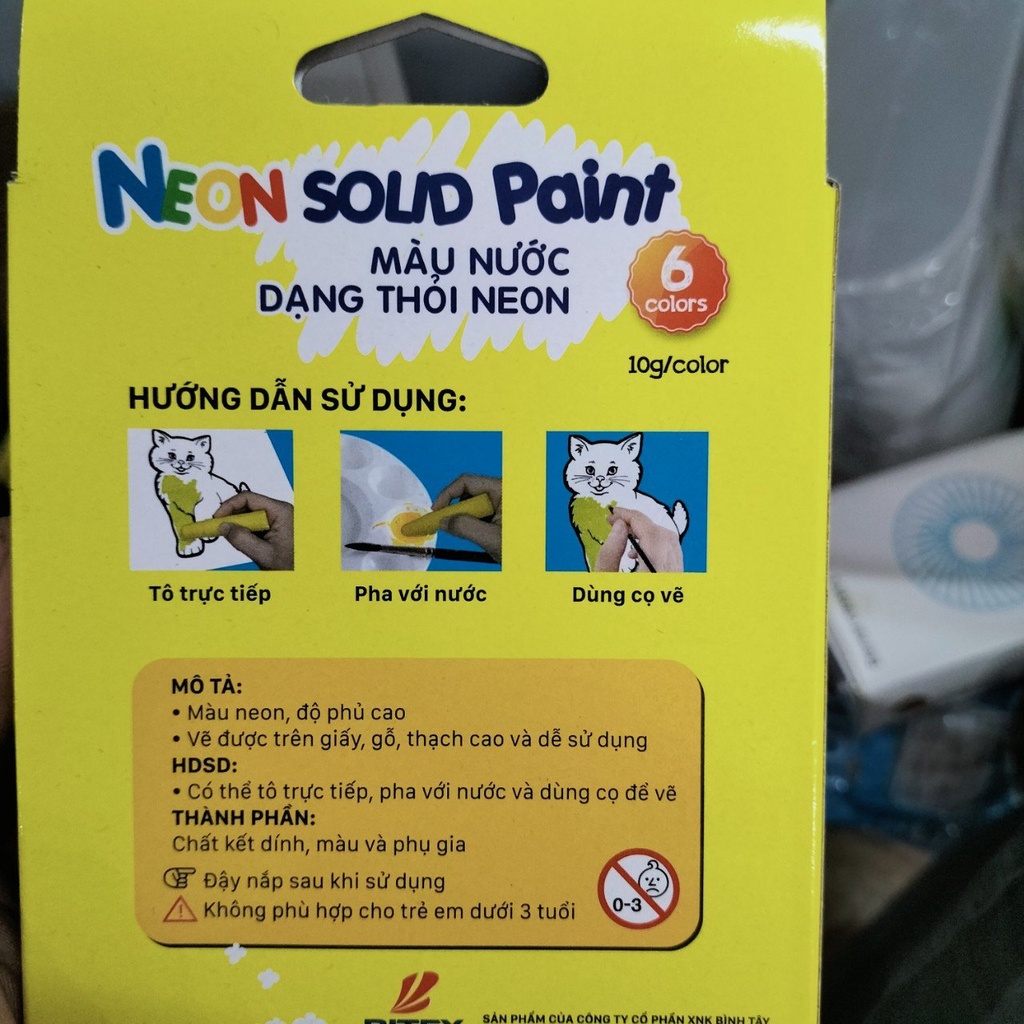 NEON SOLID Paint
MÀU NƯỚC
DẠNG THỎI NEON
6
colors
10g/color
HƯỚNG DẪN SỬ DỤNG:
Tô trực tiếp
Pha với nước
Dùng cọ vẽ
MÔ TẢ:
• Màu neon, độ phủ cao
• Vẽ được trên giấy, gỗ, thạch cao và dễ sử dụng
HDSD:
• Có thể tô trực tiếp, pha với nước và dùng cọ để vẽ
THÀNH PHẦN:
Chất kết dính, màu và phụ gia
Đậy nắp sau khi sử dụng
Không phù hợp cho trẻ em dưới 3 tuổi
0-3
SẢN PHẨM CỦA CÔNG TY CỔ PHẦN XNK BÌNH TÂY